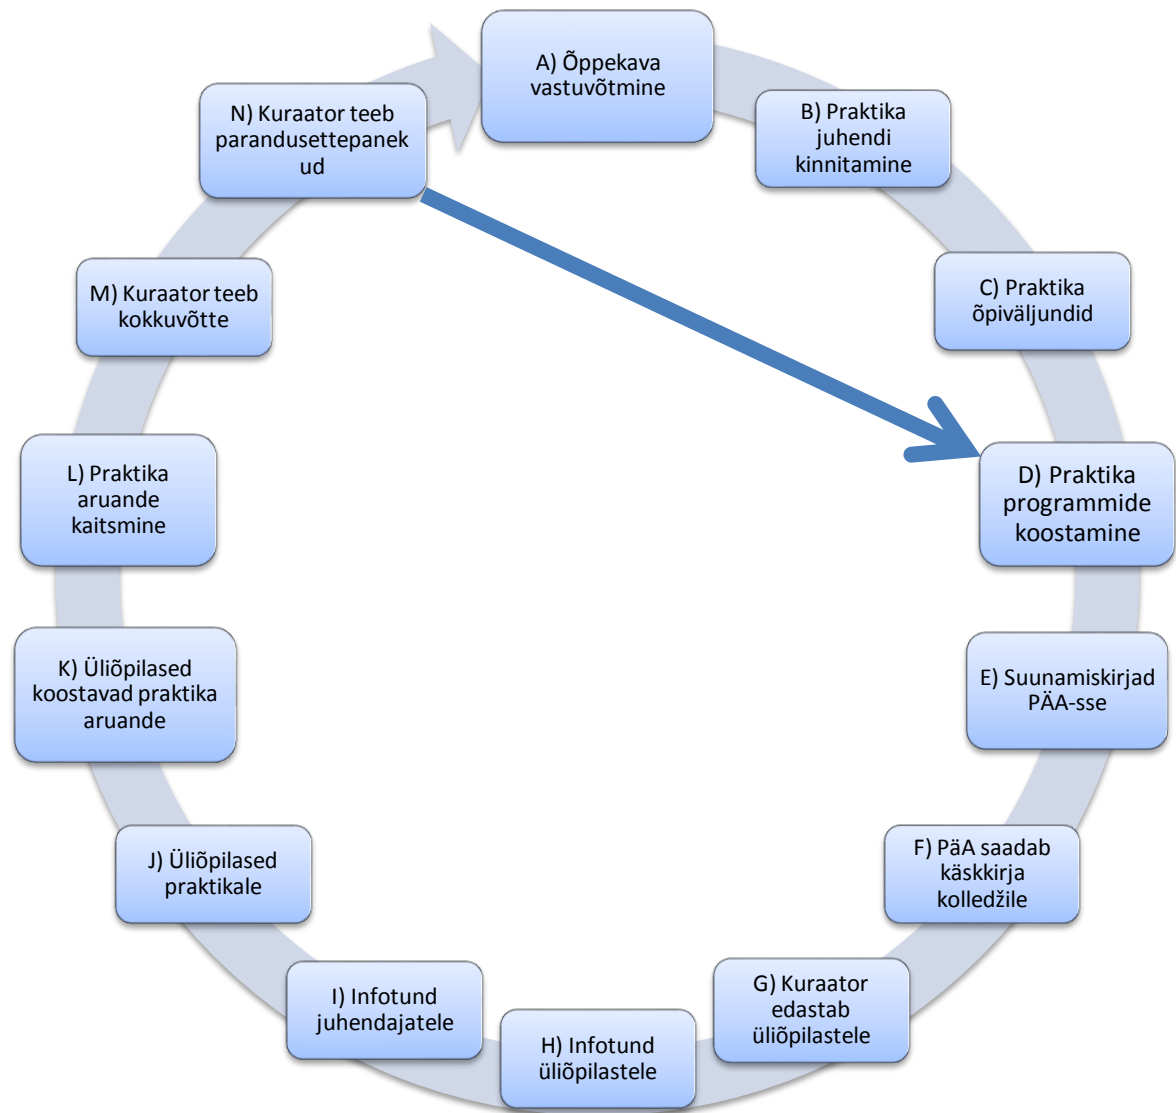 A) Õppekava
vastuvõtmine
B) Praktika
juhendi
kinnitamine
C) Praktika
õpiväljundid
D) Praktika
programmide
koostamine
E) Suunamiskirjad
PÄA-sse
F) PäA saadab
käskkirja
kolledžile
G) Kuraator
edastab
üliõpilastele
H) Infotund
üliõpilastele
I) Infotund
juhendajatele
J) Üliõpilased
praktikale
K) Üliõpilased
koostavad praktika
aruande
L) Praktika
aruande
kaitsmine
M) Kuraator teeb
kokkuvõtte
N) Kuraator teeb
parandusettepanek
ud